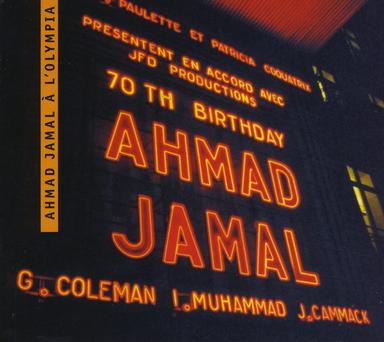 AHMAD JAMAL À L'OLYMPIA
PAULETTE ET PATRICIA COQUATRIX
PRESENTENT EN ACCORD AVEC
JFD PRODUCTIONS
70 TH BIRTHDAY
AHMAD
JAMAL
G. COLEMAN I. MUHAMMAD J. CAMMACK